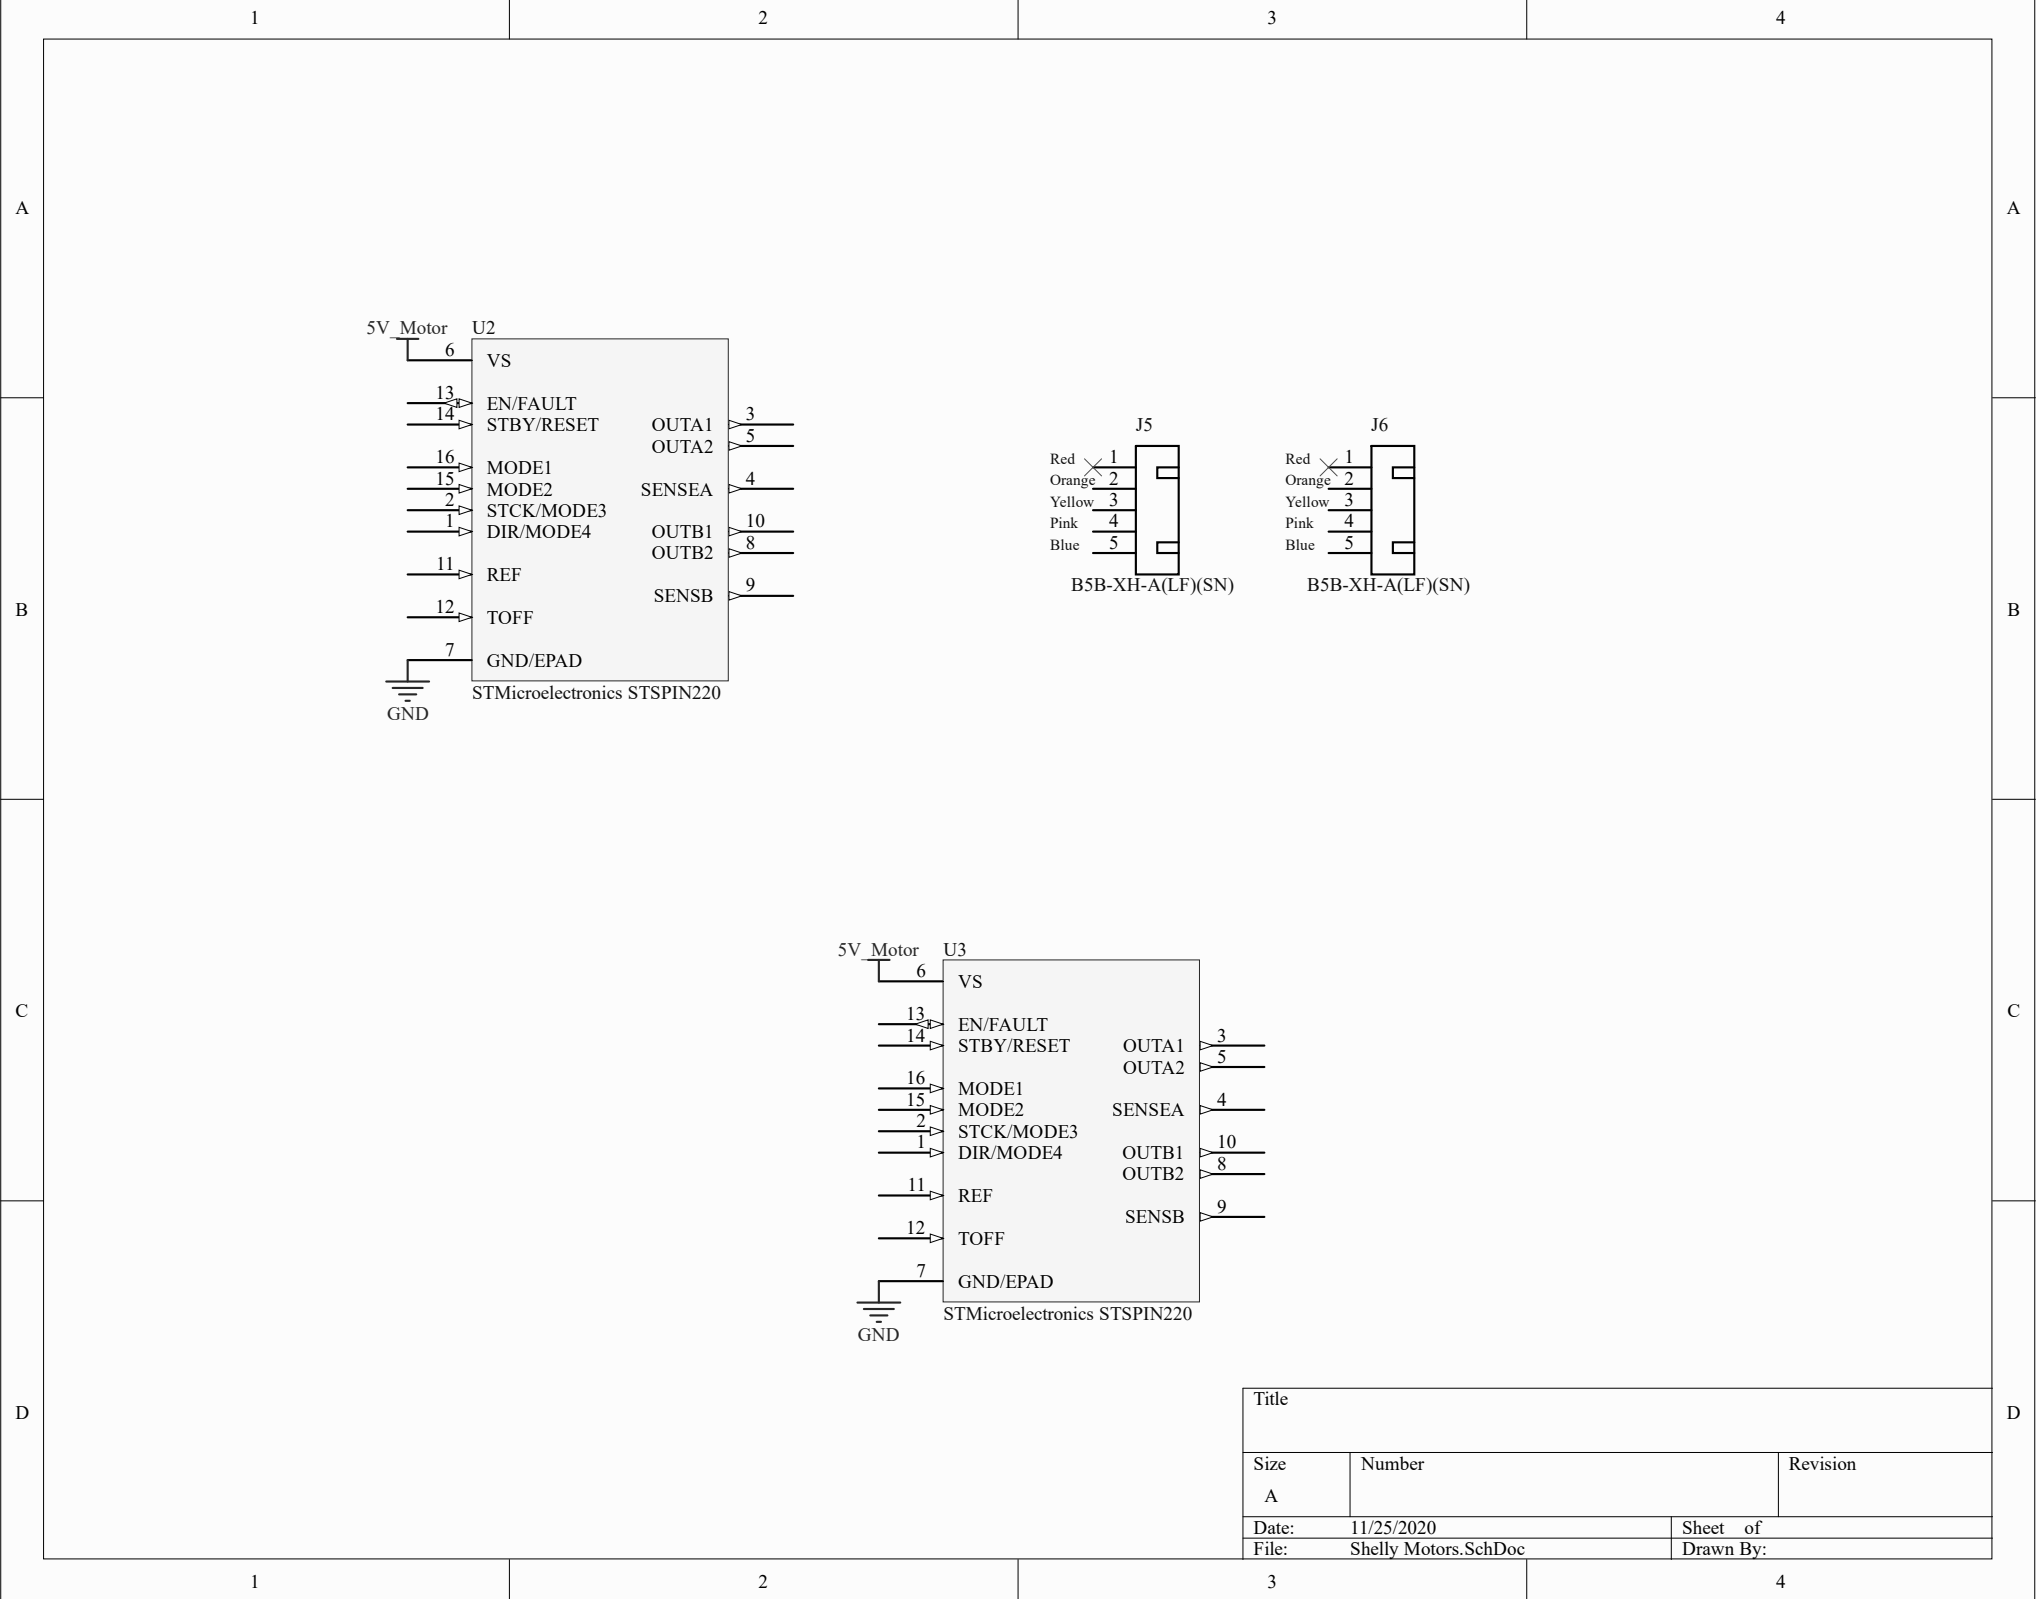 1 2 3 4
A A
5V_Motor U2
6 VS
13 EN/FAULT
14 STBY/RESET
OUTA1 3
OUTA2 5
16 MODE1
15 MODE2
SENSEA 4
2 STCK/MODE3
1 DIR/MODE4
OUTB1 10
OUTB2 8
11 REF
SENSB 9
12 TOFF
7 GND/EPAD
STMicroelectronics STSPIN220
GND
J5
Red 1
Orange 2
Yellow 3
Pink 4
Blue 5
B5B-XH-A(LF)(SN)
J6
Red 1
Orange 2
Yellow 3
Pink 4
Blue 5
B5B-XH-A(LF)(SN)
B B
5V_Motor U3
6 VS
13 EN/FAULT
14 STBY/RESET
OUTA1 3
OUTA2 5
16 MODE1
15 MODE2
SENSEA 4
2 STCK/MODE3
1 DIR/MODE4
OUTB1 10
OUTB2 8
11 REF
SENSB 9
12 TOFF
7 GND/EPAD
STMicroelectronics STSPIN220
GND
C C
Title
Size
A
Number
Revision
Date: 11/25/2020
Sheet of
File: Shelly Motors.SchDoc
Drawn By:
D D
1 2 3 4